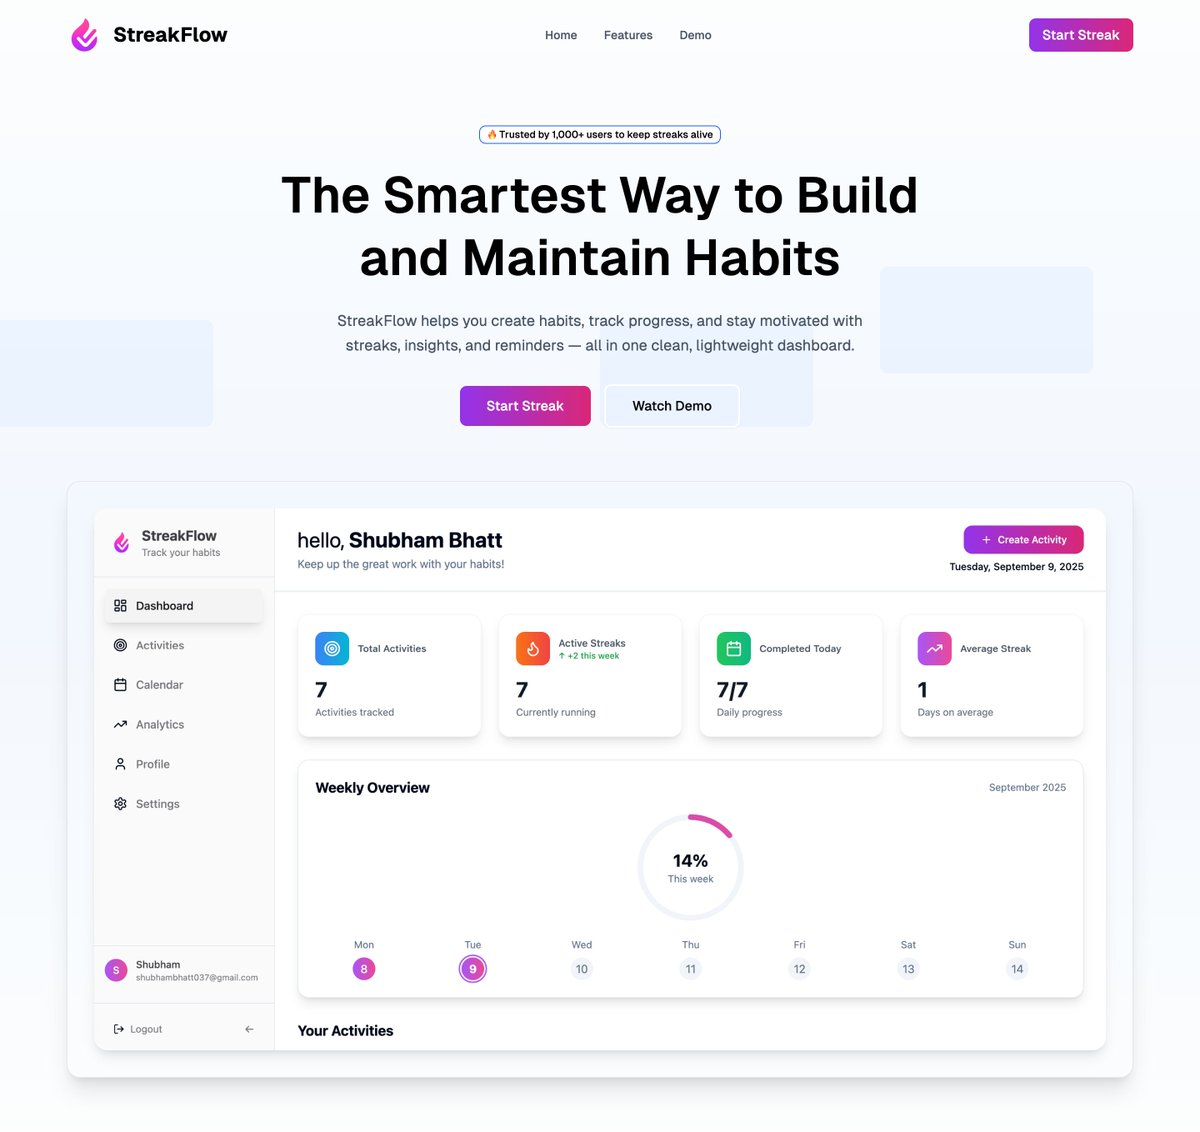 StreakFlow
Home
Features
Demo
Start Streak
🔥 Trusted by 1,000+ users to keep streaks alive
The Smartest Way to Build
and Maintain Habits
StreakFlow helps you create habits, track progress, and stay motivated with
streaks, insights, and reminders — all in one clean, lightweight dashboard.
Start Streak
Watch Demo
StreakFlow
Track your habits
Dashboard
Activities
Calendar
Analytics
Profile
Settings
S
Shubham
shubhambhatt037@gmail.com
Logout
←
hello, Shubham Bhatt
Keep up the great work with your habits!
+ Create Activity
Tuesday, September 9, 2025
Total Activities
7
Activities tracked
Active Streaks
↑ +2 this week
7
Currently running
Completed Today
7/7
Daily progress
Average Streak
1
Days on average
Weekly Overview
September 2025
14%
This week
Mon
8
Tue
9
Wed
10
Thu
11
Fri
12
Sat
13
Sun
14
Your Activities